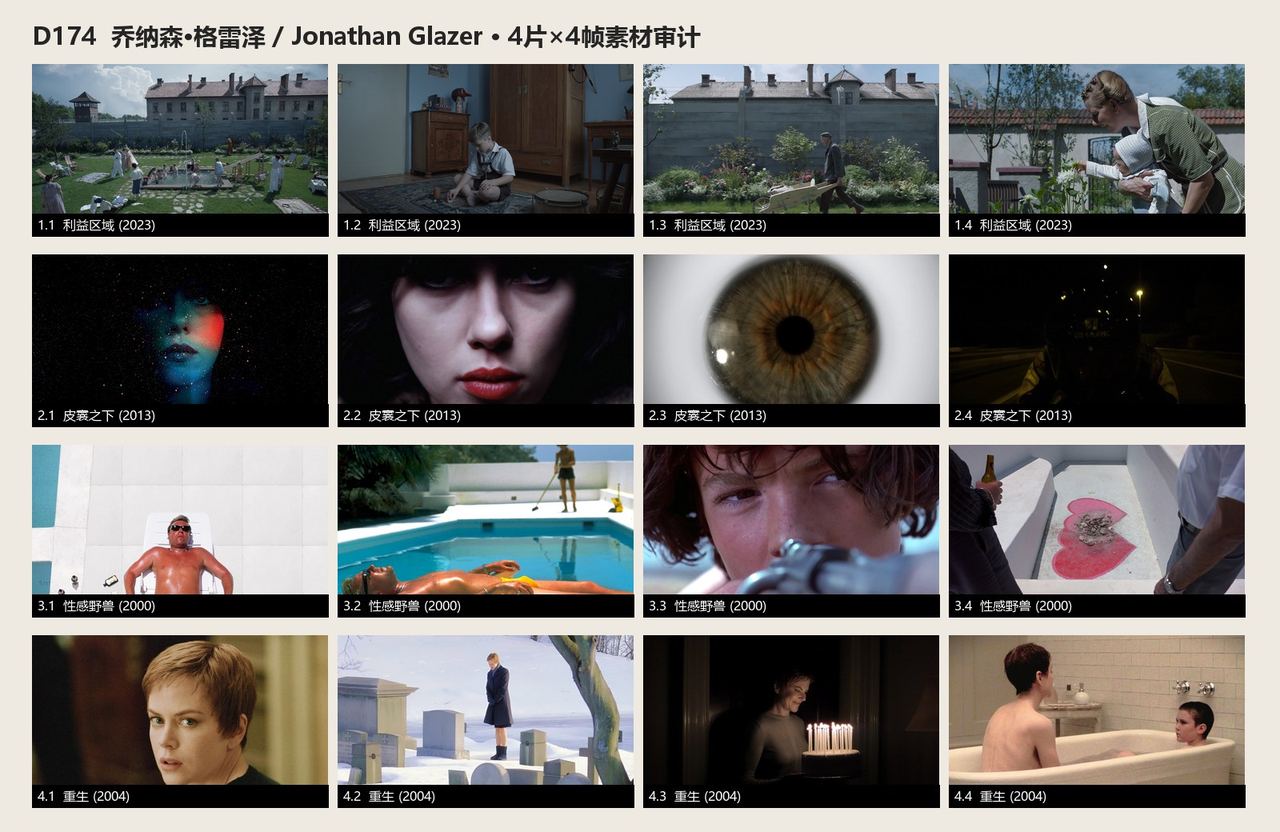 D174 乔纳森•格雷泽 / Jonathan Glazer • 4片×4帧素材审计
1.1 利益区域 (2023)
1.2 利益区域 (2023)
1.3 利益区域 (2023)
1.4 利益区域 (2023)
2.1 皮囊之下 (2013)
2.2 皮囊之下 (2013)
2.3 皮囊之下 (2013)
2.4 皮囊之下 (2013)
3.1 性感野兽 (2000)
3.2 性感野兽 (2000)
3.3 性感野兽 (2000)
3.4 性感野兽 (2000)
4.1 重生 (2004)
4.2 重生 (2004)
4.3 重生 (2004)
4.4 重生 (2004)